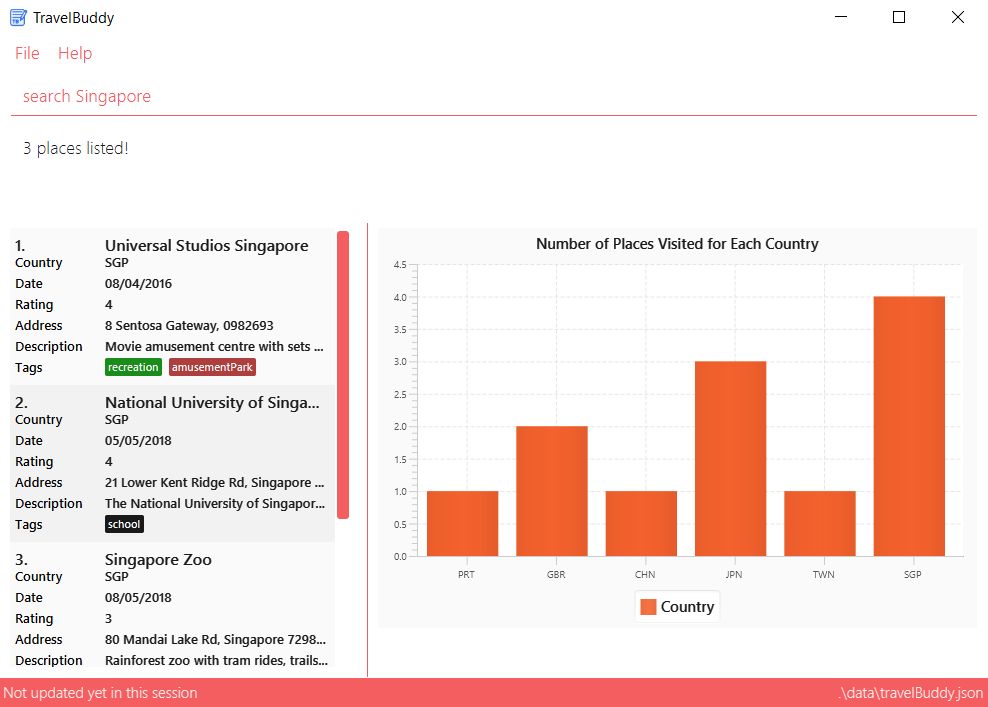 TravelBuddy
File Help
search Singapore
3 places listed!
1. Universal Studios Singapore
Country SGP
Date 08/04/2016
Rating 4
Address 8 Sentosa Gateway, 0982693
Description Movie amusement centre with sets ...
Tags recreation amusementPark
2. National University of Singa...
Country SGP
Date 05/05/2018
Rating 4
Address 21 Lower Kent Ridge Rd, Singapore ...
Description The National University of Singapor...
Tags school
3. Singapore Zoo
Country SGP
Date 08/05/2018
Rating 3
Address 80 Mandai Lake Rd, Singapore 7298...
Description Rainforest zoo with tram rides, trails...
Number of Places Visited for Each Country
4.5
4.0
3.5
3.0
2.5
2.0
1.5
1.0
0.5
0.0
PRT GBR CHN JPN TWN SGP
Country
Not updated yet in this session .\data\travelBuddy.json